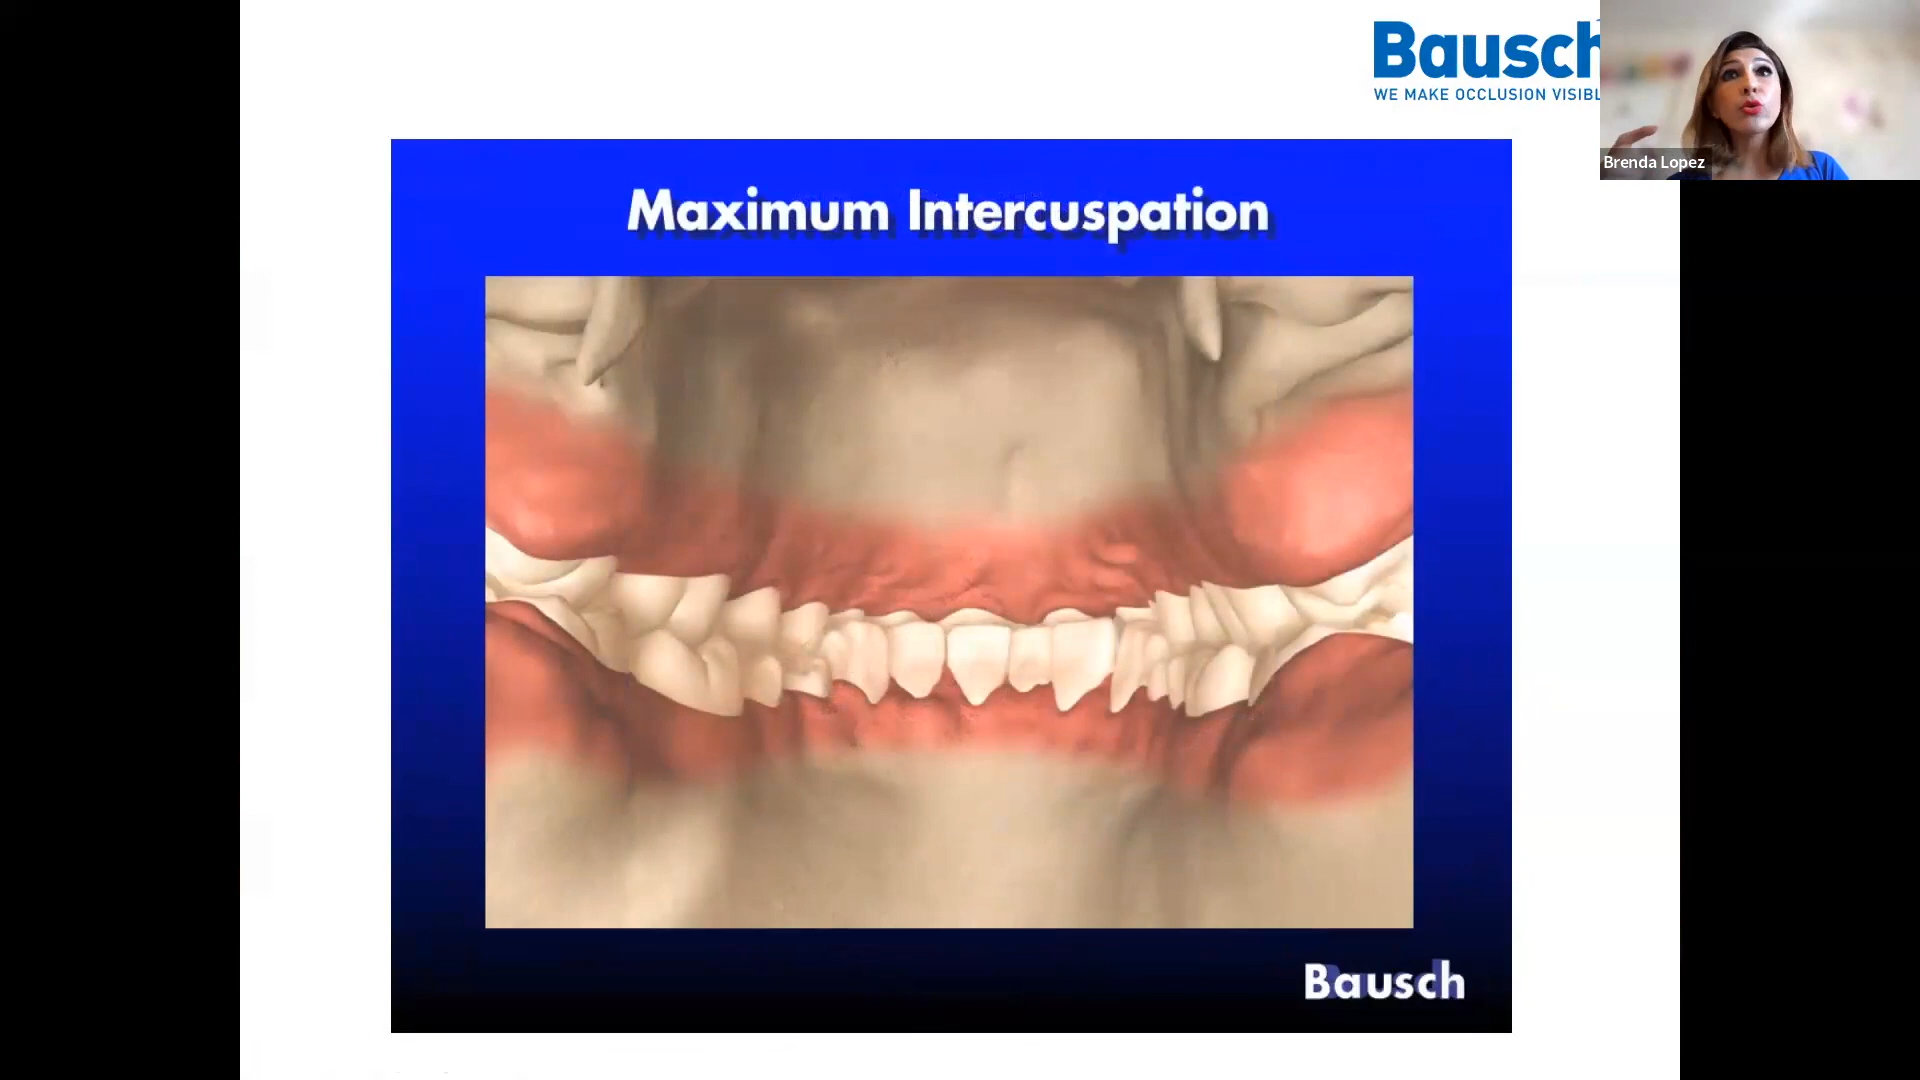 Bausch
WE MAKE OCCLUSION VISIBL
Brenda Lopez
Maximum Intercuspation
Bausch